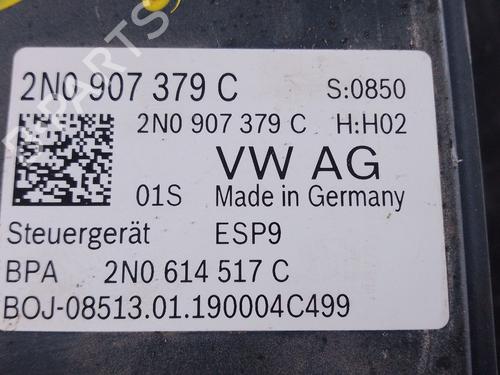 2N0 907 379 C S:0850
2N0 907 379 C H:H02
VW AG
01S Made in Germany
Steuergerät ESP9
BPA 2N0 614 517 C
BOJ-08513.01.190004C499
PARTS